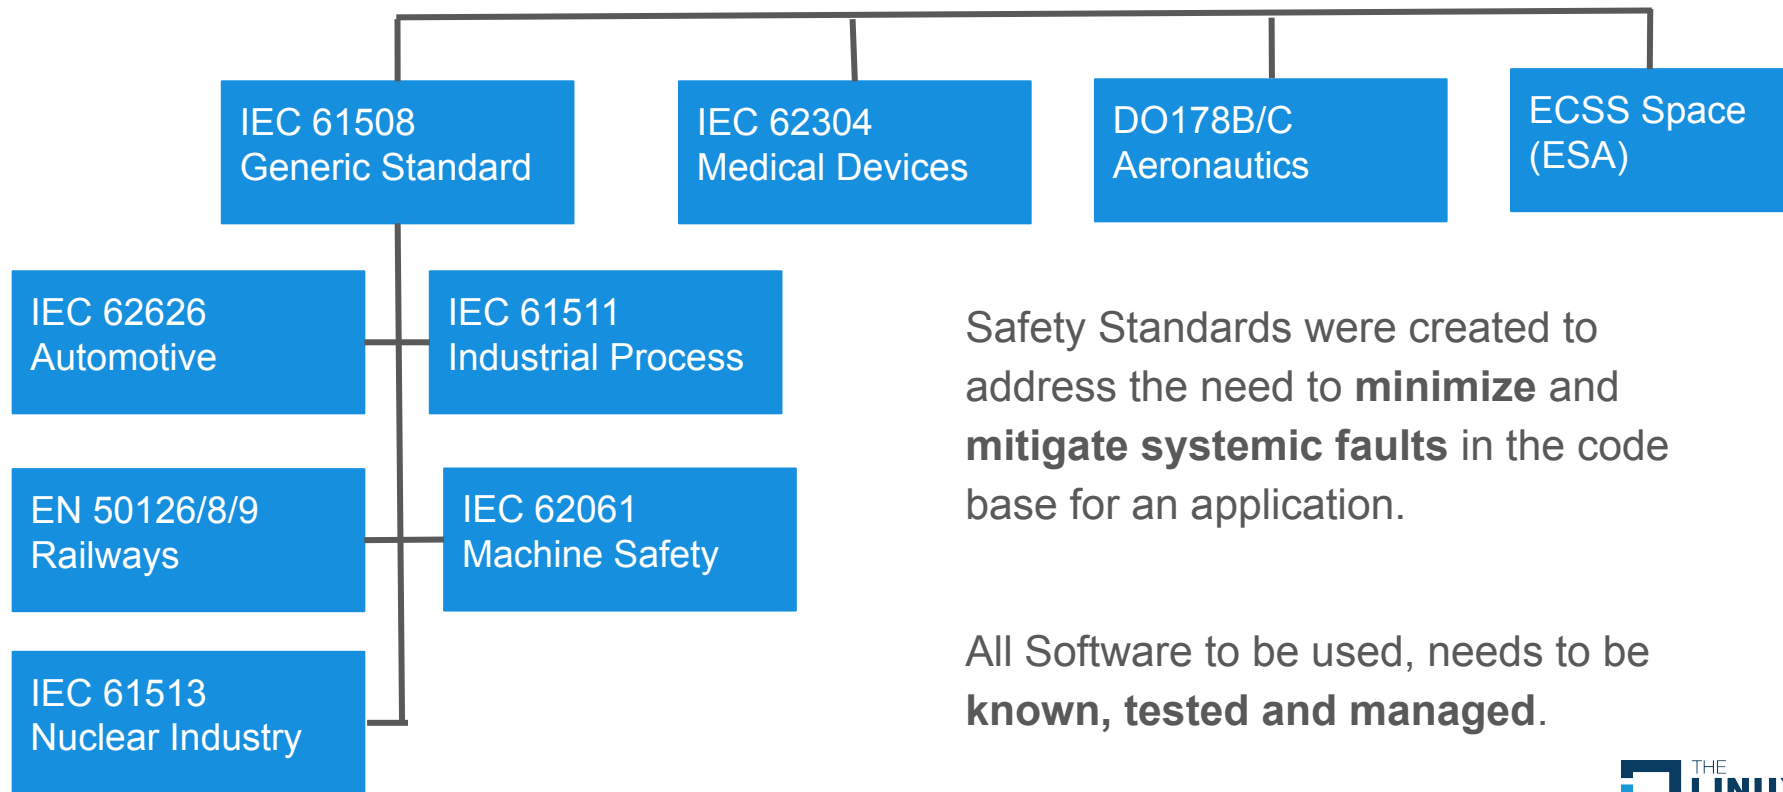 IEC 61508
Generic Standard
IEC 62304
Medical Devices
DO178B/C
Aeronautics
ECSS Space
(ESA)
IEC 62626
Automotive
IEC 61511
Industrial Process
EN 50126/8/9
Railways
IEC 62061
Machine Safety
IEC 61513
Nuclear Industry
Safety Standards were created to
address the need to minimize and
mitigate systemic faults in the code
base for an application.
All Software to be used, needs to be
known, tested and managed.
THE